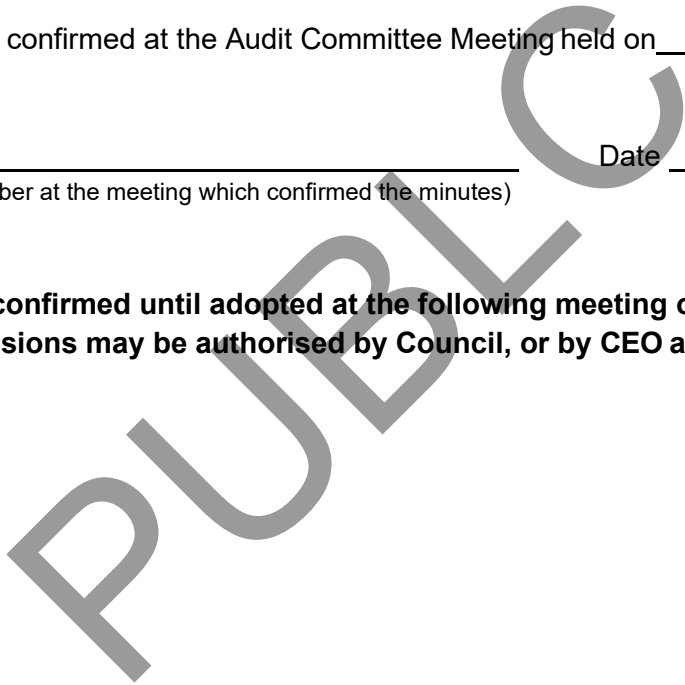 confirmed at the Audit Committee Meeting held on
Date
ber at the meeting which confirmed the minutes)
confirmed until adopted at the following meeting o
sions may be authorised by Council, or by CEO a
PUBLC